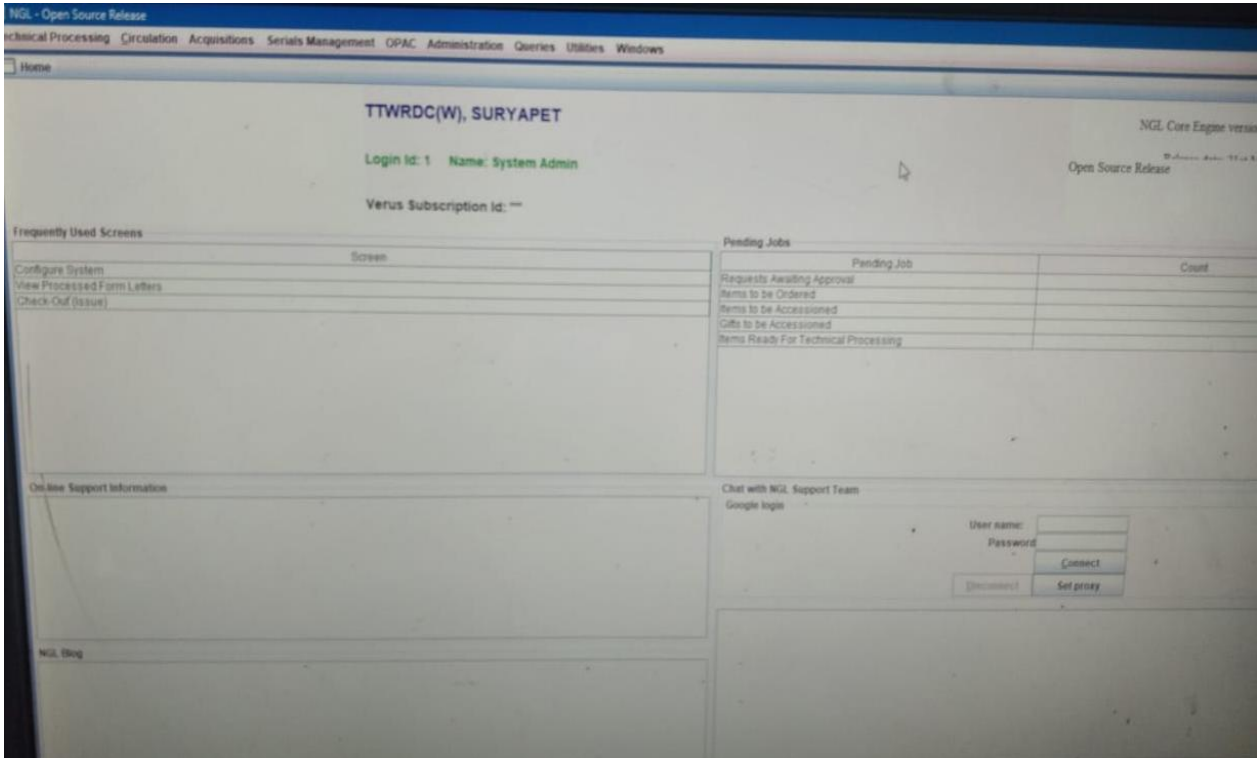 NGL - Open Source Release
echnical Processing Circulation Acquisitions Serials Management OPAC Administration Queries Utilities Windows
Home
TTWRDC(W), SURYAPET
NGL Core Engine versio
Login Id: 1 Name: System Admin
Open Source Release
Verus Subscription Id: ""
Frequently Used Screens
Screen
Configure System
View Processed Form Letters
Check-Out (Issue)
Pending Jobs
Pending Job Count
Requests Awaiting Approval
Items to be Ordered
Items to be Accessioned
Gifts to be Accessioned
Items Ready For Technical Processing
On-line Support Information
Chat with NGL Support Team
Google login
User name:
Password
Connect
Disconnect Set proxy
NGL Blog